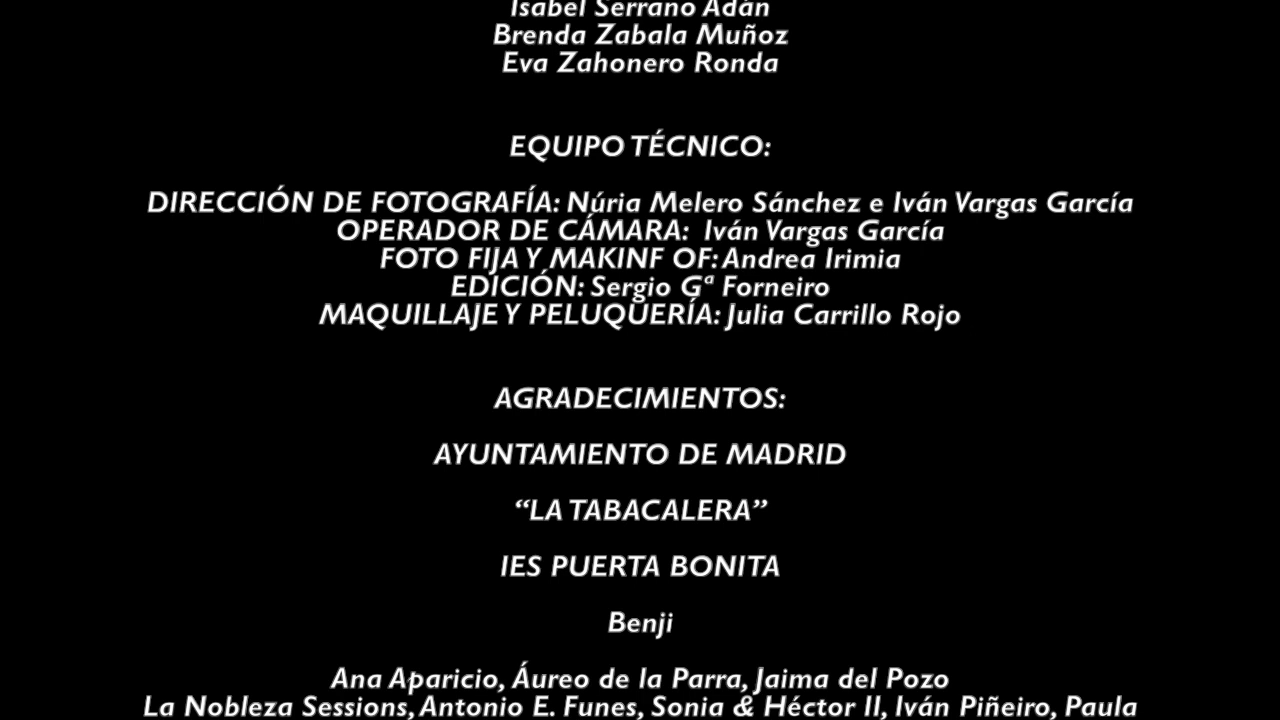 Isabel Serrano Adán
Brenda Zabala Muñoz
Eva Zahonero Ronda
EQUIPO TÉCNICO:
DIRECCIÓN DE FOTOGRAFÍA: Núria Melero Sánchez e Iván Vargas García
OPERADOR DE CÁMARA: Iván Vargas García
FOTO FIJA Y MAKINF OF: Andrea Irimia
EDICIÓN: Sergio Gª Forneiro
MAQUILLAJE Y PELUQUERÍA: Julia Carrillo Rojo
AGRADECIMIENTOS:
AYUNTAMIENTO DE MADRID
“LA TABACALERA”
IES PUERTA BONITA
Benji
Ana Aparicio, Áureo de la Parra, Jaima del Pozo
La Nobleza Sessions, Antonio E. Funes, Sonia & Héctor II, Iván Piñeiro, Paula